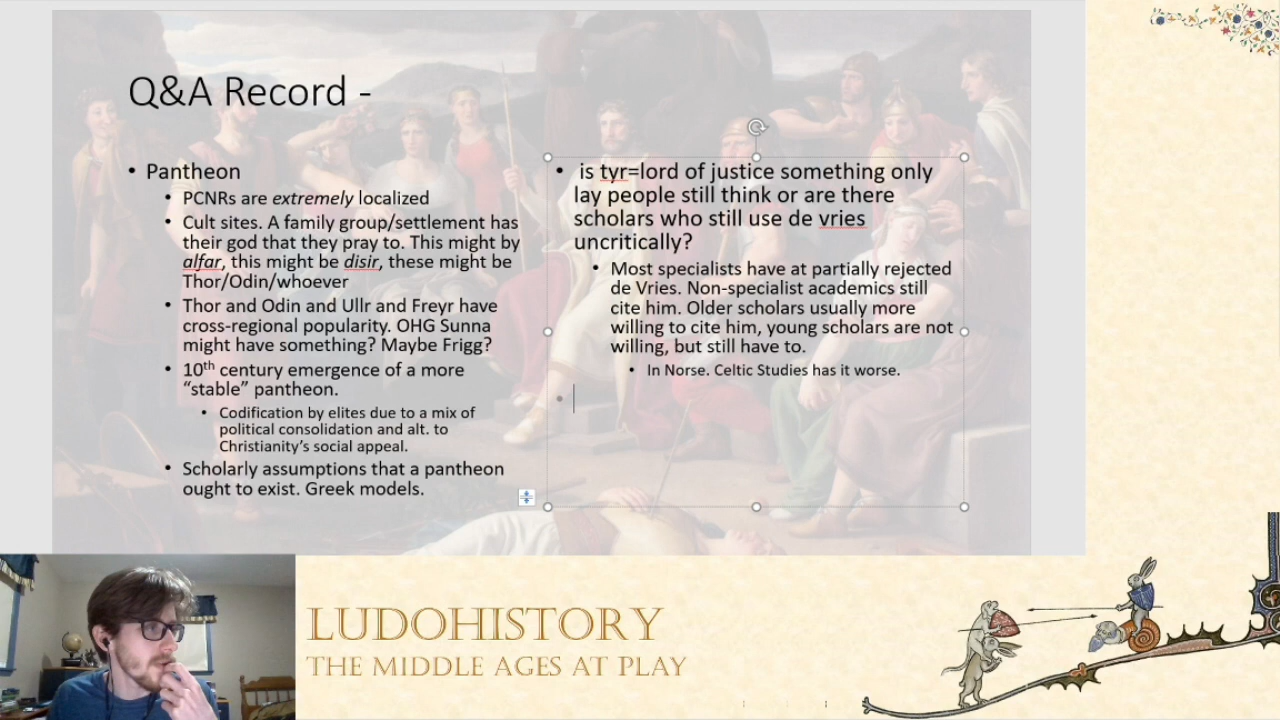 Q&A Record -
• Pantheon
• PCNRs are extremely localized
• Cult sites. A family group/settlement has
their god that they pray to. This might by
alfar, this might be disir, these might be
Thor/Odin/whoever
• Thor and Odin and Ullr and Freyr have
cross-regional popularity. OHG Sunna
might have something? Maybe Frigg?
• 10th century emergence of a more
“stable” pantheon.
• Codification by elites due to a mix of
political consolidation and alt. to
Christianity’s social appeal.
• Scholarly assumptions that a pantheon
ought to exist. Greek models.
• is tyr=lord of justice something only
lay people still think or are there
scholars who still use de vries
uncritically?
• Most specialists have at partially rejected
de Vries. Non-specialist academics still
cite him. Older scholars usually more
willing to cite him, young scholars are not
willing, but still have to.
• In Norse. Celtic Studies has it worse.
LUDOHISTORY
THE MIDDLE AGES AT PLAY